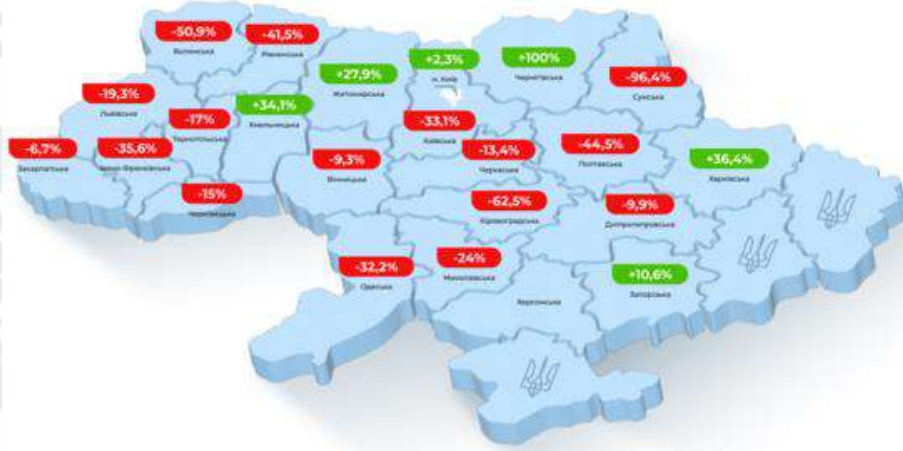 -50,9%
Волинська
-41,5%
Рівненська
+27,9%
Житомирська
+2,3%
м. Київ
+100%
Чернігівська
-96,4%
Сумська
-19,3%
Львівська
-17%
Тернопільська
+34,1%
Хмельницька
-33,1%
Київська
-6,7%
Закарпатська
-35,6%
Івано-Франківська
-9,3%
Вінницька
-13,4%
Черкаська
-44,5%
Полтавська
+36,4%
Харківська
-15%
Чернівецька
-62,5%
Кіровоградська
-9,9%
Дніпропетровська
-32,2%
Одеська
-24%
Миколаївська
+10,6%
Запорізька
Херсонська